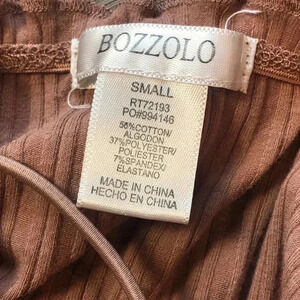 BOZZOLO
SMALL
RT72193
PO#994146
56%COTTON/
ALGODON
37%POLYESTER/
POLIESTER
7%SPANDEX/
ELASTANO
MADE IN CHINA
HECHO EN CHINA